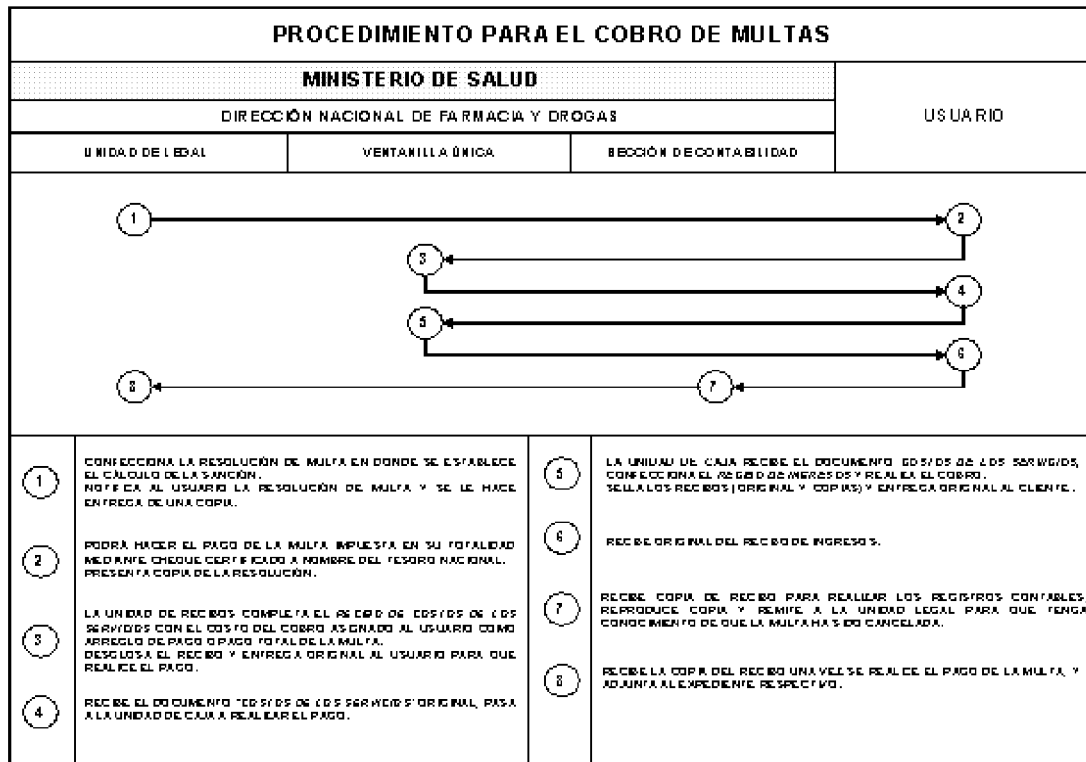 PROCEDIMIENTO PARA EL COBRO DE MULTAS
MINISTERIO DE SALUD
DIRECCIÓN NACIONAL DE FARMACIA Y DROGAS
USUARIO
UNIDAD DE LEGAL
VENTANILLA ÚNICA
SECCIÓN DE CONTABILIDAD
1
2
3
4
5
6
8
7
1
CONFECCIONA LA RESOLUCIÓN DE MULTA EN DONDE SE ESTABLECE
EL CÁLCULO DE LA SANCIÓN.
NOTIFICA AL USUARIO LA RESOLUCIÓN DE MULTA Y SE LE HACE
ENTREGA DE UNA COPIA.
2
PODRÁ HACER EL PAGO DE LA MULTA IMPUESTA EN SU TOTALIDAD
MEDIANTE CHEQUE CERTIFICADO A NOMBRE DEL TESORO NACIONAL.
PRESENTA COPIA DE LA RESOLUCIÓN.
3
LA UNIDAD DE RECIBOS COMPLETA EL RECIBO DE COSTOS DE LOS
SERVICIOS CON EL COSTO DEL COBRO ASIGNADO AL USUARIO COMO
ARREGLO DE PAGO O PAGO TOTAL DE LA MULTA.
DESGLOSA EL RECIBO Y ENTREGA ORIGINAL AL USUARIO PARA QUE
REALICE EL PAGO.
4
RECIBE EL DOCUMENTO "COSTOS DE LOS SERVICIOS" ORIGINAL, PASA
A LA UNIDAD DE CAJA A REALIZAR EL PAGO.
5
LA UNIDAD DE CAJA RECIBE EL DOCUMENTO COSTOS DE LOS SERVICIOS,
CONFECCIONA EL RECIBO DE INGRESOS Y REALIZA EL COBRO.
SELLA LOS RECIBOS (ORIGINAL Y COPIAS) Y ENTREGA ORIGINAL AL CLIENTE.
6
RECIBE ORIGINAL DEL RECIBO DE INGRESOS.
7
RECIBE COPIA DE RECIBO PARA REALIZAR LOS REGISTROS CONTABLES
REPRODUCE COPIA Y REMITE A LA UNIDAD LEGAL PARA QUE TENGA
CONOCIMIENTO DE QUE LA MULTA HA SIDO CANCELADA.
8
RECIBE LA COPIA DEL RECIBO UNA VEZ SE REALICE EL PAGO DE LA MULTA, Y
ADJUNTA AL EXPEDIENTE RESPECTIVO.